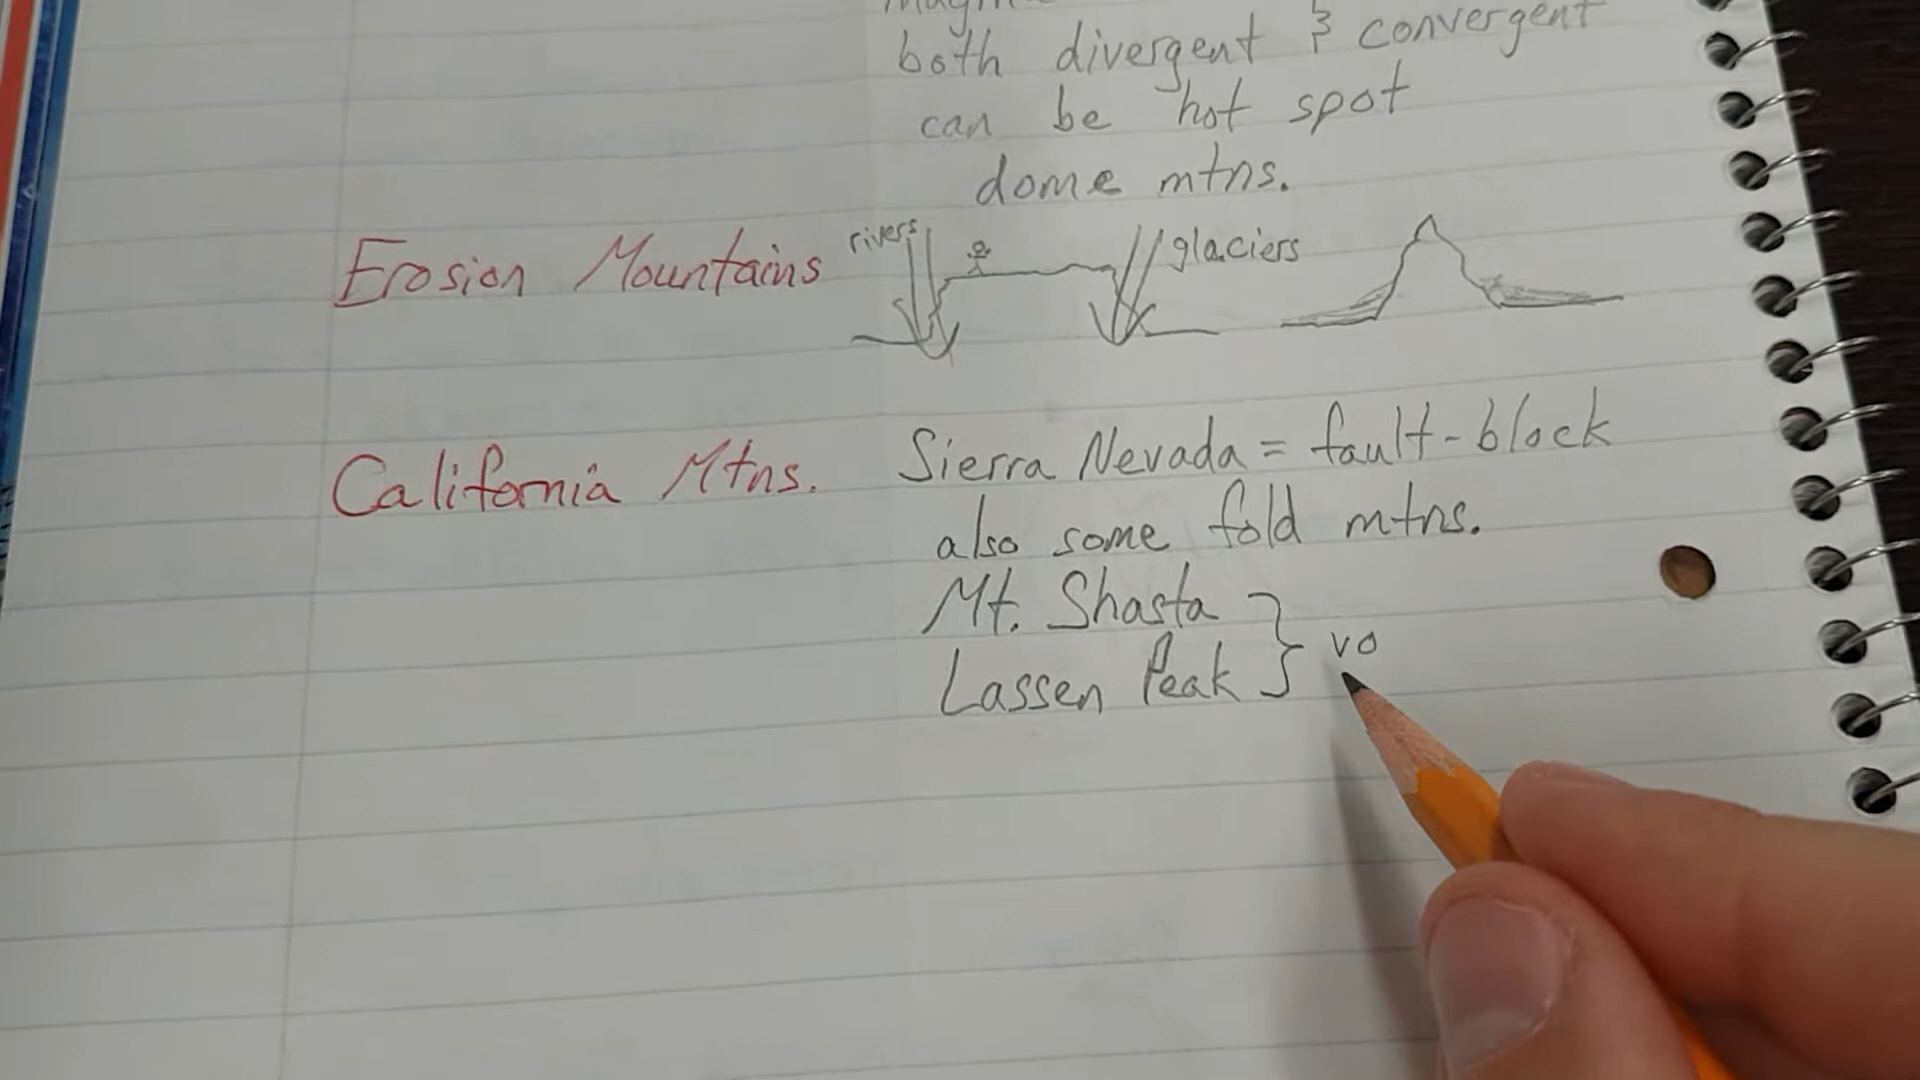 both divergent & convergent
can be hot spot
dome mtns.
Erosion Mountains
rivers
glaciers
California Mtns.
Sierra Nevada = fault-block
also some fold mtns.
Mt. Shasta
Lassen Peak } vo